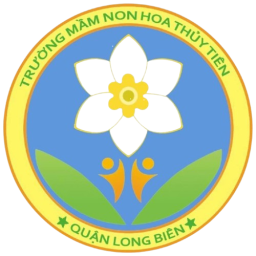 TRƯỜNG MẦM NON HOA THỦY TIÊN
QUẬN LONG BIÊN